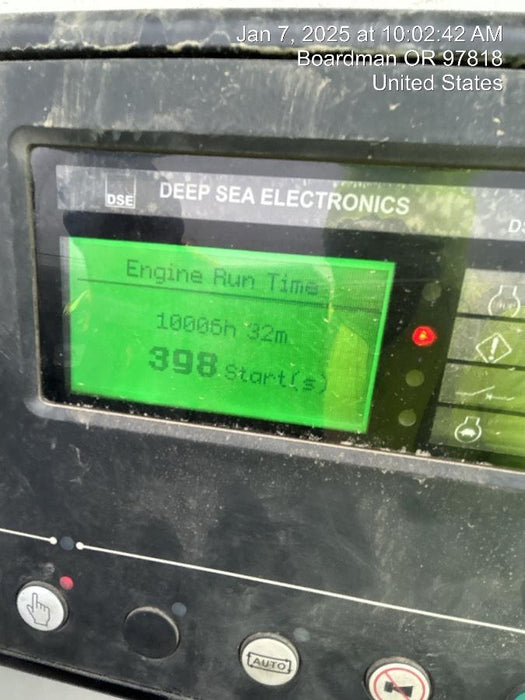 Jan 7, 2025 at 10:02:42 AM
Boardman OR 97818
United States
DSE
DEEP SEA ELECTRONICS
Engine Run Time
10006h 32m
398 Start(s)
AUTO